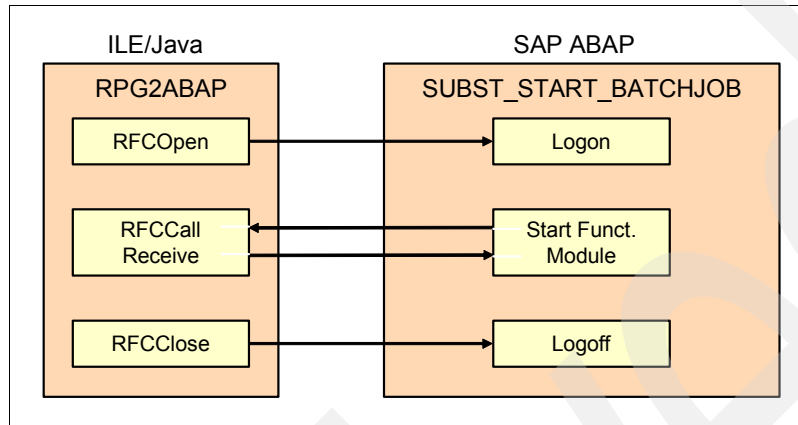 ILE/Java
SAP ABAP
RPG2ABAP
SUBST_START_BATCHJOB
RFCOpen
Logon
RFCCall
Receive
Start Funct.
Module
RFCClose
Logoff